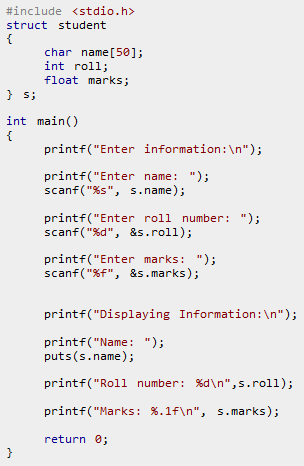 #include <stdio.h>
struct student
{
char name[50];
int roll;
float marks;
} s;
int main()
{
printf("Enter information:\n");
printf("Enter name: ");
scanf("%s", s.name);
printf("Enter roll number: ");
scanf("%d", &s.roll);
printf("Enter marks: ");
scanf("%f", &s.marks);
printf("Displaying Information:\n");
printf("Name: ");
puts(s.name);
printf("Roll number: %d\n",s.roll);
printf("Marks: %.1f\n", s.marks);
return 0;
}